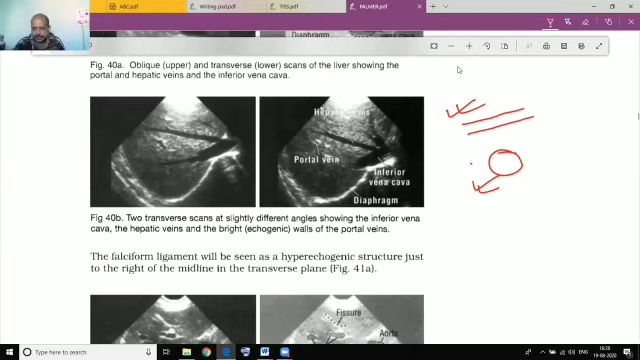 ABC.pdf
Writing pad.pdf
TISS.pdf
PALMER.pdf
Diaphragm
Fig. 40a. Oblique (upper) and transverse (lower) scans of the liver showing the
portal and hepatic veins and the inferior vena cava.
Portal vein
Inferior
vena cava
Diaphragm
Fig 40b. Two transverse scans at slightly different angles showing the inferior vena
cava, the hepatic veins and the bright (echogenic) walls of the portal veins.
The falciform ligament will be seen as a hyperechogenic structure just
to the right of the midline in the transverse plane (Fig. 41a).
Fissure
Aorta
Type here to search
ENG
16:28
19-08-2020